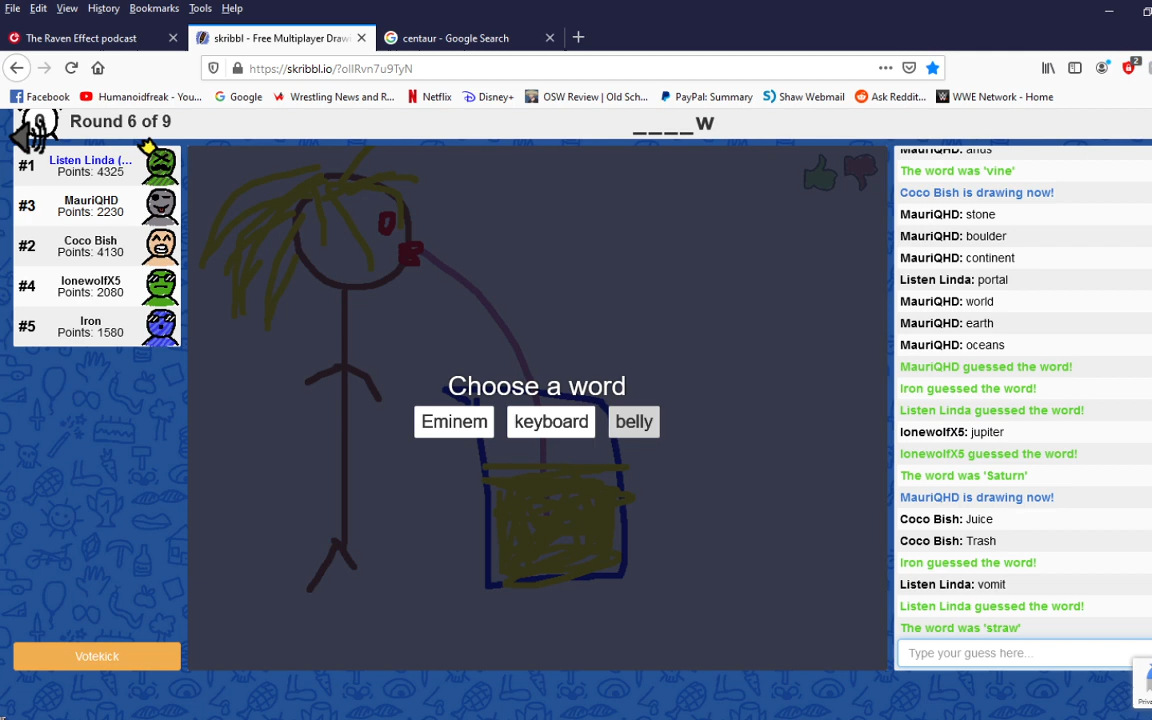 File Edit View History Bookmarks Tools Help
The Raven Effect podcast
skribbl - Free Multiplayer Drawi
centaur - Google Search
https://skribbl.io/?olIRvn7u9TyN
Facebook
Humanoidfreak - You...
Google
Wrestling News and R...
Netflix
Disney+
OSW Review | Old Sch...
PayPal: Summary
Shaw Webmail
Ask Reddit...
WWE Network - Home
2
Round 6 of 9
____w
#1 Listen Linda (...
Points: 4325
#3 MauriQHD
Points: 2230
#2 Coco Bish
Points: 4130
#4 lonewolfX5
Points: 2080
#5 Iron
Points: 1580
Votekick
Choose a word
Eminem keyboard belly
The word was 'vine'
Coco Bish is drawing now!
MauriQHD: stone
MauriQHD: boulder
MauriQHD: continent
Listen Linda: portal
MauriQHD: world
MauriQHD: earth
MauriQHD: oceans
MauriQHD guessed the word!
Iron guessed the word!
Listen Linda guessed the word!
lonewolfX5: jupiter
lonewolfX5 guessed the word!
The word was 'Saturn'
MauriQHD is drawing now!
Coco Bish: Juice
Coco Bish: Trash
Iron guessed the word!
Listen Linda: vomit
Listen Linda guessed the word!
The word was 'straw'
Type your guess here...